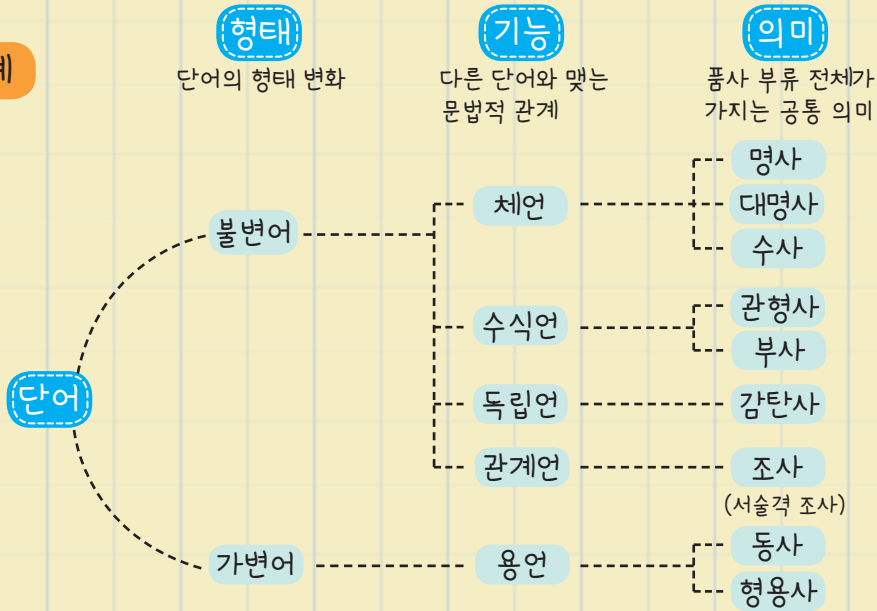 계
형태
단어의 형태 변화
기능
다른 단어와 맺는
문법적 관계
의미
품사 부류 전체가
가지는 공통 의미
단어
불변어
체언
명사
대명사
수사
수식언
관형사
부사
독립언
감탄사
관계언
조사
(서술격 조사)
가변어
용언
동사
형용사